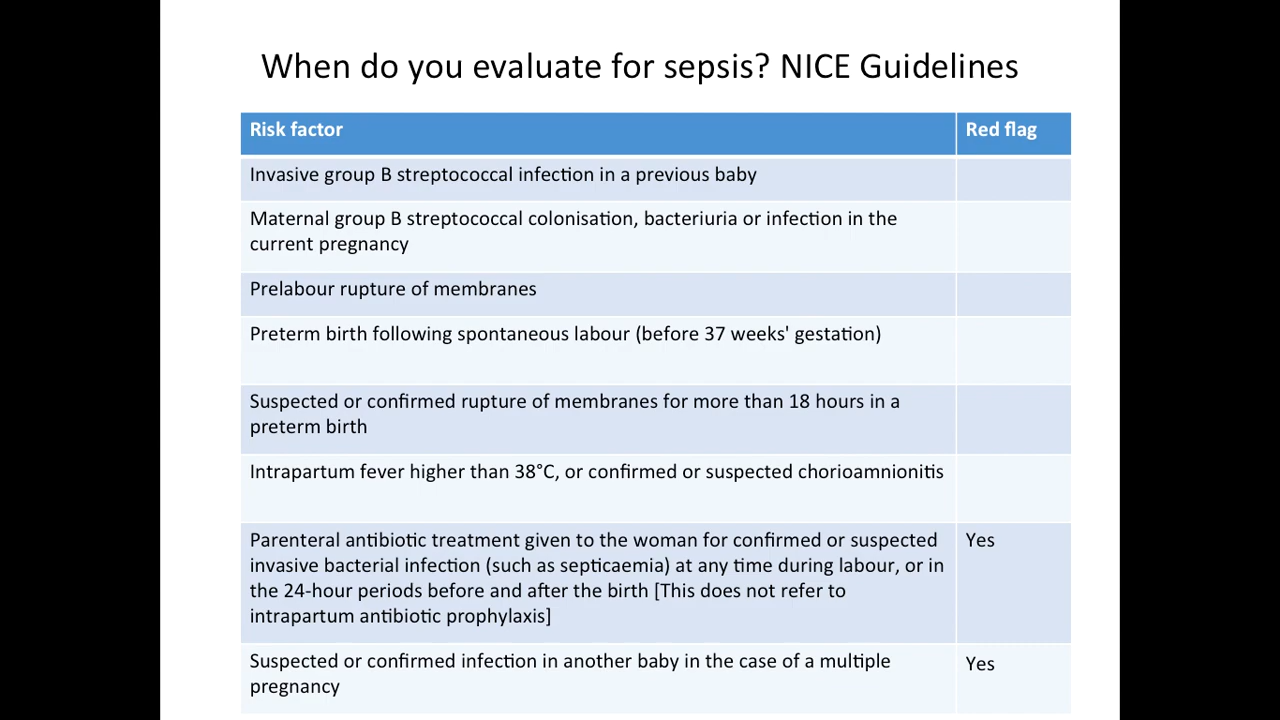 When do you evaluate for sepsis? NICE Guidelines
Risk factor
Red flag
Invasive group B streptococcal infection in a previous baby
Maternal group B streptococcal colonisation, bacteriuria or infection in the
current pregnancy
Prelabour rupture of membranes
Preterm birth following spontaneous labour (before 37 weeks' gestation)
Suspected or confirmed rupture of membranes for more than 18 hours in a
preterm birth
Intrapartum fever higher than 38°C, or confirmed or suspected chorioamnionitis
Parenteral antibiotic treatment given to the woman for confirmed or suspected
invasive bacterial infection (such as septicaemia) at any time during labour, or in
the 24-hour periods before and after the birth [This does not refer to
intrapartum antibiotic prophylaxis]
Yes
Suspected or confirmed infection in another baby in the case of a multiple
pregnancy
Yes